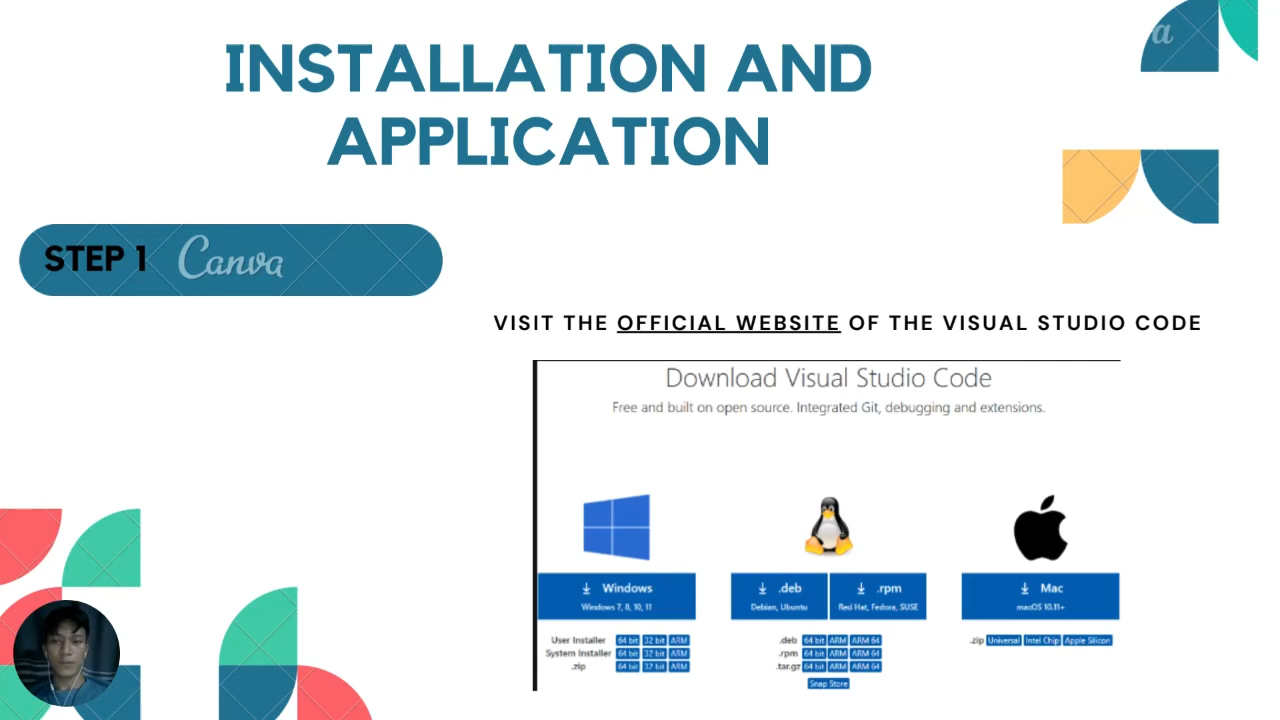 INSTALLATION AND
APPLICATION
a
STEP 1 Canva
VISIT THE OFFICIAL WEBSITE OF THE VISUAL STUDIO CODE
Download Visual Studio Code
Free and built on open source. Integrated Git, debugging and extensions.
Windows
Windows 7, 8, 10, 11
User Installer 64 bit 32 bit ARM
System Installer 64 bit 32 bit ARM
.zip 64 bit 32 bit ARM
.deb
Debian, Ubuntu
.rpm
Red Hat, Fedora, SUSE
.deb 64 bit ARM ARM 64
.rpm 64 bit ARM ARM 64
.tar.gz 64 bit ARM ARM 64
Snap Store
Mac
macOS 10.11+
.zip Universal Intel Chip Apple Silicon